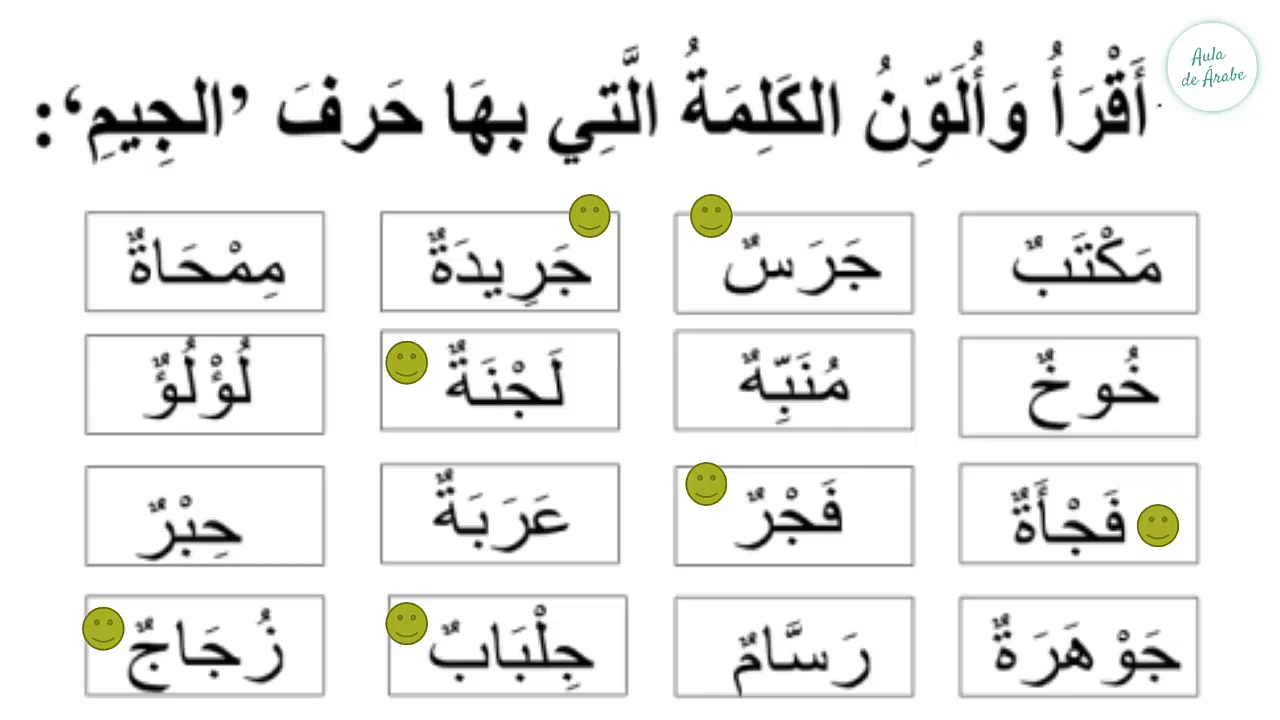 Aula
de Árabe
أَقْرَأُ وَأُلَوِّنُ الكَلِمَةُ الَّتِي بِهَا حَرفَ ’الجِيمِ‘:
مَكْتَبٌ جَرَسٌ جَرِيدَةٌ مِمْحَاةٌ
خُوخٌ مُنَبِّهٌ لَجْنَةٌ لُؤْلُؤٌ
فَجْأَةٌ فَجْرٌ عَرَبَةٌ حِبْرٌ
جَوْهَرَةٌ رَسَّامٌ جِلْبَابٌ زُجَاجٌ